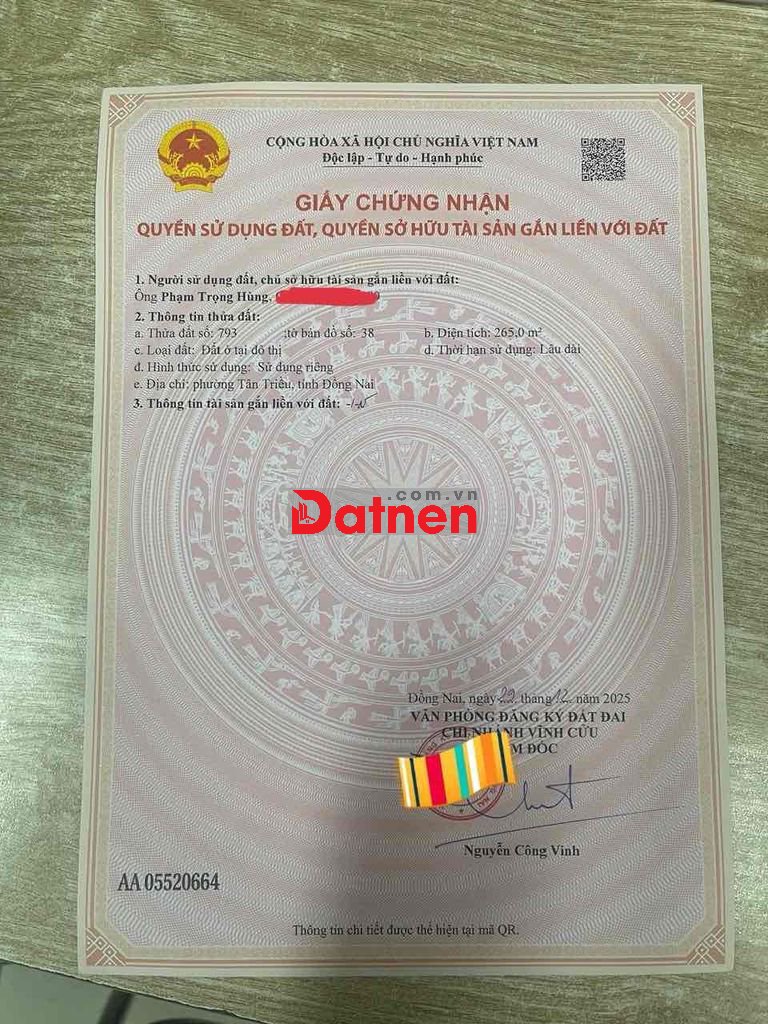 CỘNG HÒA XÃ HỘI CHỦ NGHĨA VIỆT NAM
Độc lập - Tự do - Hạnh phúc
GIẤY CHỨNG NHẬN
QUYỀN SỬ DỤNG ĐẤT, QUYỀN SỞ HỮU TÀI SẢN GẮN LIỀN VỚI ĐẤT
1. Người sử dụng đất, chủ sở hữu tài sản gắn liền với đất:
Ông Phạm Trọng Hùng,
2. Thông tin thửa đất:
a. Thửa đất số: 793 ;tờ bản đồ số: 38 b. Diện tích: 265,0 m²
c. Loại đất: Đất ở tại đô thị d. Thời hạn sử dụng: Lâu dài
đ. Hình thức sử dụng: Sử dụng riêng
e. Địa chỉ: phường Tân Triều, tỉnh Đồng Nai
3. Thông tin tài sản gắn liền với đất: -/-
.com.vn
Datnen
Đồng Nai, ngày 29 tháng 12 năm 2025
VĂN PHÒNG ĐĂNG KÝ ĐẤT ĐAI
CHI NHÁNH VĨNH CỬU
M ĐỐC
Nguyễn Công Vinh
AA 05520664
Thông tin chi tiết được thể hiện tại mã QR.